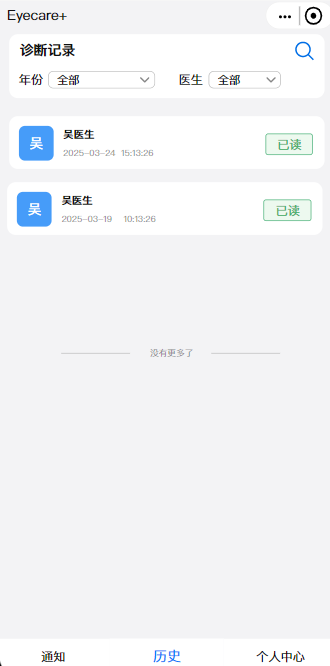 Eyecare+
诊断记录
年份 全部 医生 全部
吴 吴医生
2025-03-24 15:13:26 已读
吴 吴医生
2025-03-19 10:13:26 已读
没有更多了
通知 历史 个人中心